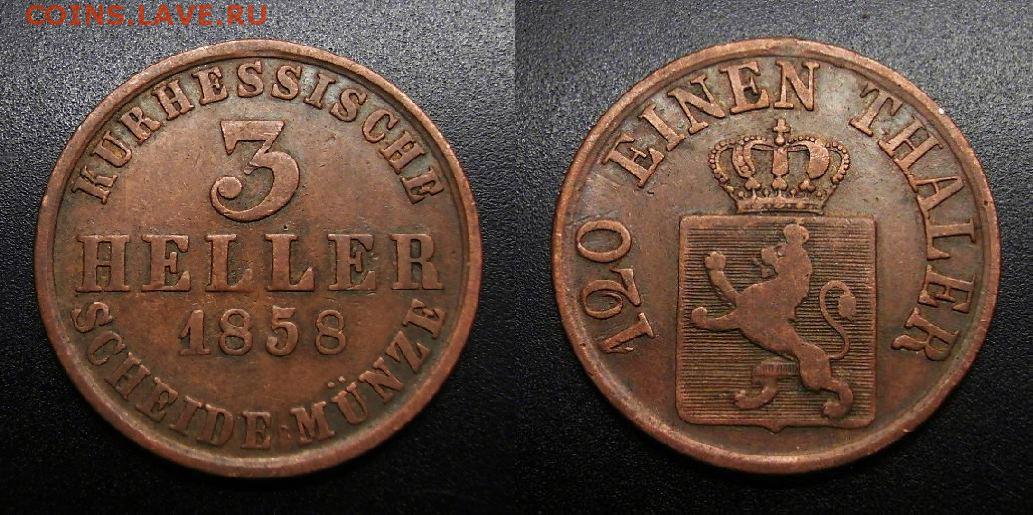 COINS.LAVE.RU
KURHESSISCHE
3
HELLER
1858
SCHEIDE·MÜNZE
120 EINEN THALER